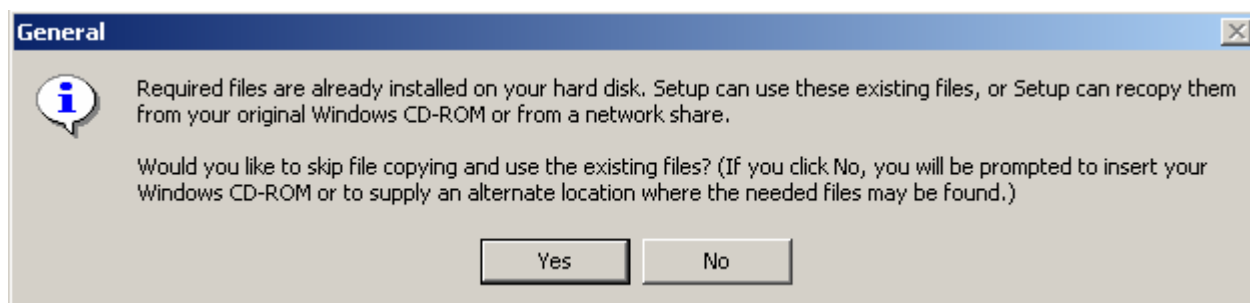 General
Required files are already installed on your hard disk. Setup can use these existing files, or Setup can recopy them
from your original Windows CD-ROM or from a network share.
Would you like to skip file copying and use the existing files? (If you click No, you will be prompted to insert your
Windows CD-ROM or to supply an alternate location where the needed files may be found.)
Yes No